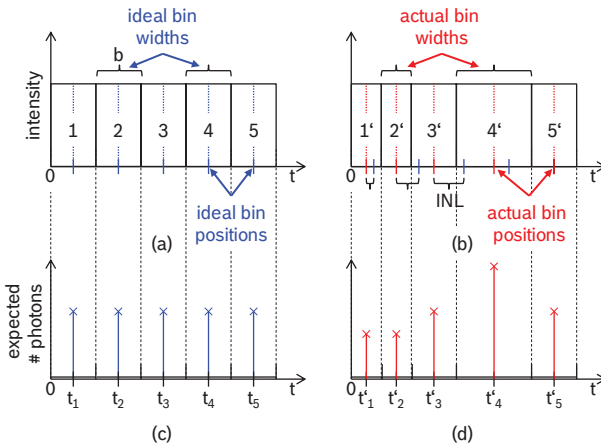 ideal bin
widths
b
intensity
1
2
3
4
5
0
t
ideal bin
positions
(a)
actual bin
widths
1‘
2‘
3‘
4‘
5‘
0
t
INL
actual bin
positions
(b)
expected
# photons
0
t
t₁
t₂
t₃
t₄
t₅
(c)
0
t
t‘₁
t‘₂
t‘₃
t‘₄
t‘₅
(d)